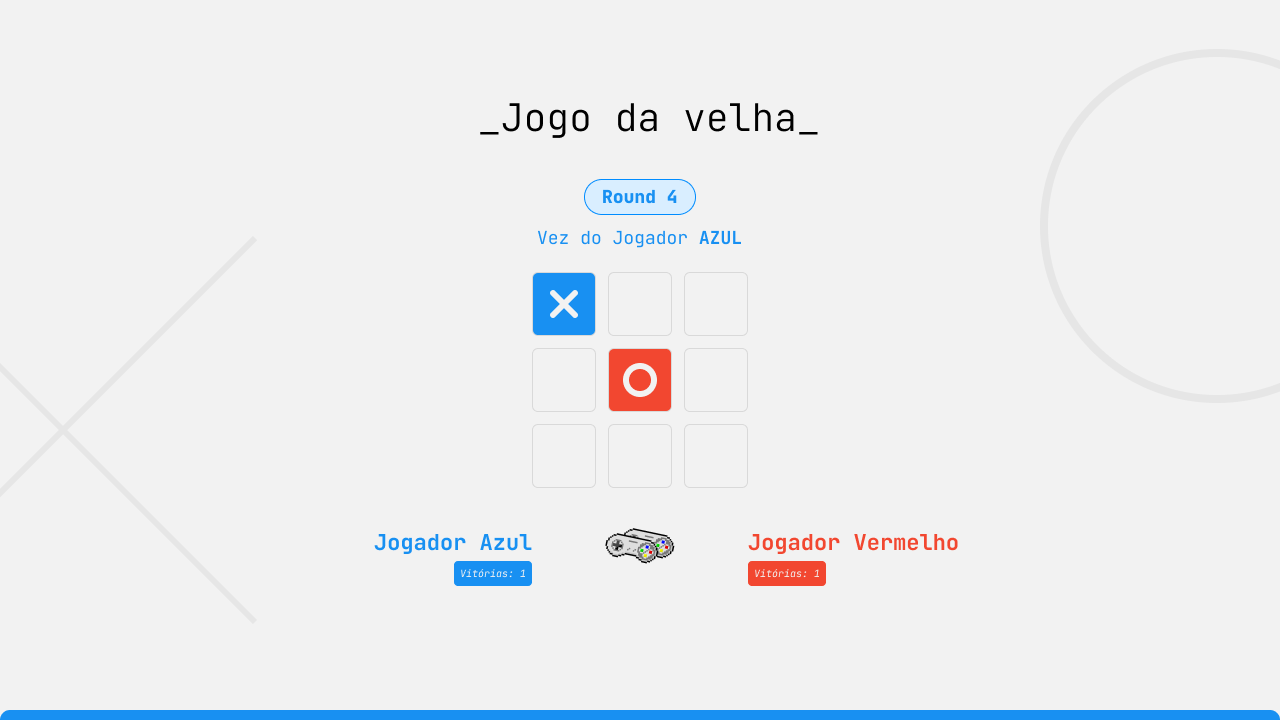 _Jogo da velha_
Round 4
Vez do Jogador AZUL
Jogador Azul
Vitórias: 1
Jogador Vermelho
Vitórias: 1